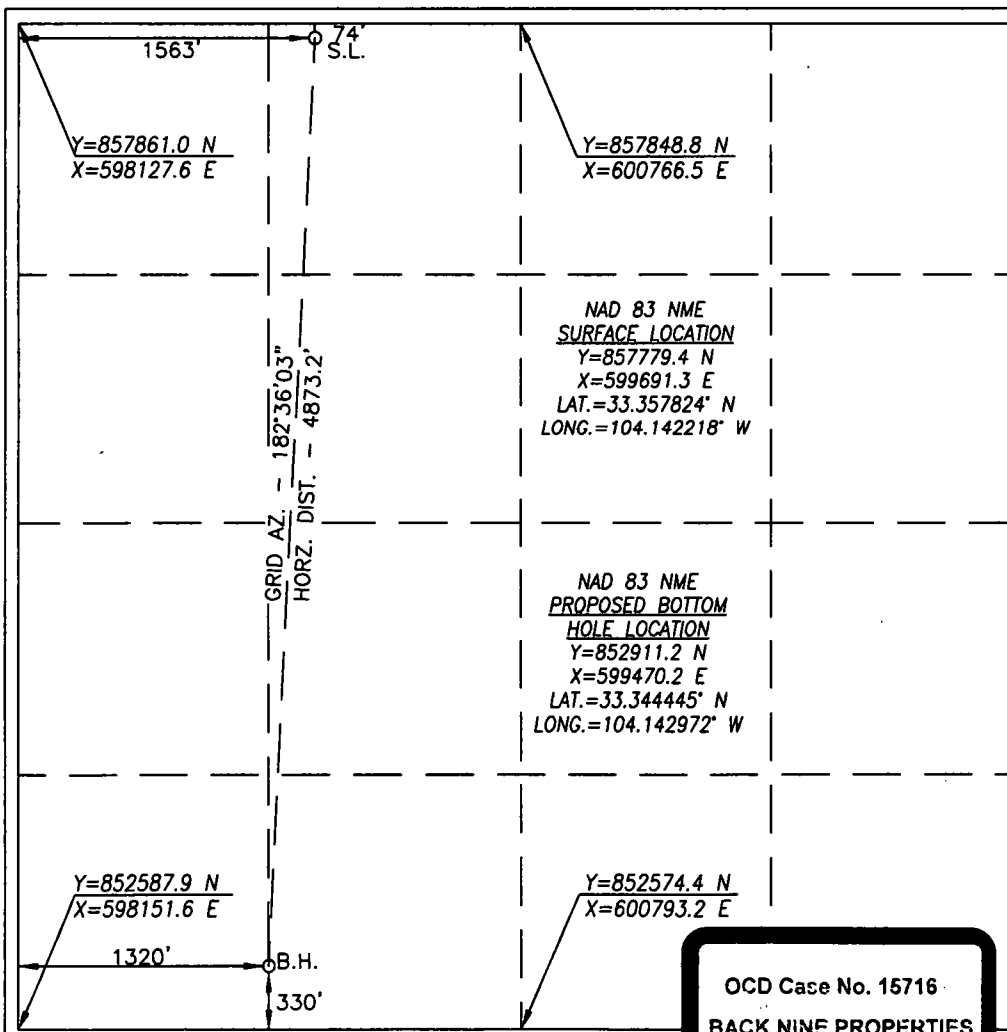 74'
1563'
S.L.
Y=857861.0 N
X=598127.6 E
Y=857848.8 N
X=600766.5 E
NAD 83 NME
SURFACE LOCATION
Y=857779.4 N
X=599691.3 E
LAT.=33.357824° N
LONG.=104.142218° W
GRID AZ. - 182°36'03"
HORZ. DIST. - 4873.2'
NAD 83 NME
PROPOSED BOTTOM
HOLE LOCATION
Y=852911.2 N
X=599470.2 E
LAT.=33.344445° N
LONG.=104.142972° W
Y=852587.9 N
X=598151.6 E
Y=852574.4 N
X=600793.2 E
1320'
B.H.
330'
OCD Case No. 15716
BACK NINE PROPERTIES